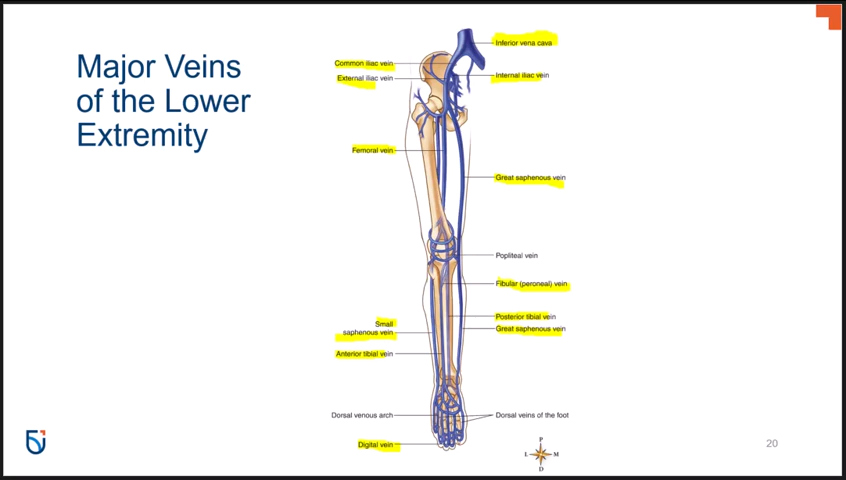 Major Veins
of the Lower
Extremity
Inferior vena cava
Common iliac vein
Internal iliac vein
External iliac vein
Femoral vein
Great saphenous vein
Popliteal vein
Fibular (peroneal) vein
Posterior tibial vein
Small
saphenous vein
Great saphenous vein
Anterior tibial vein
Dorsal venous arch
Dorsal veins of the foot
Digital vein
P
L
M
D
20